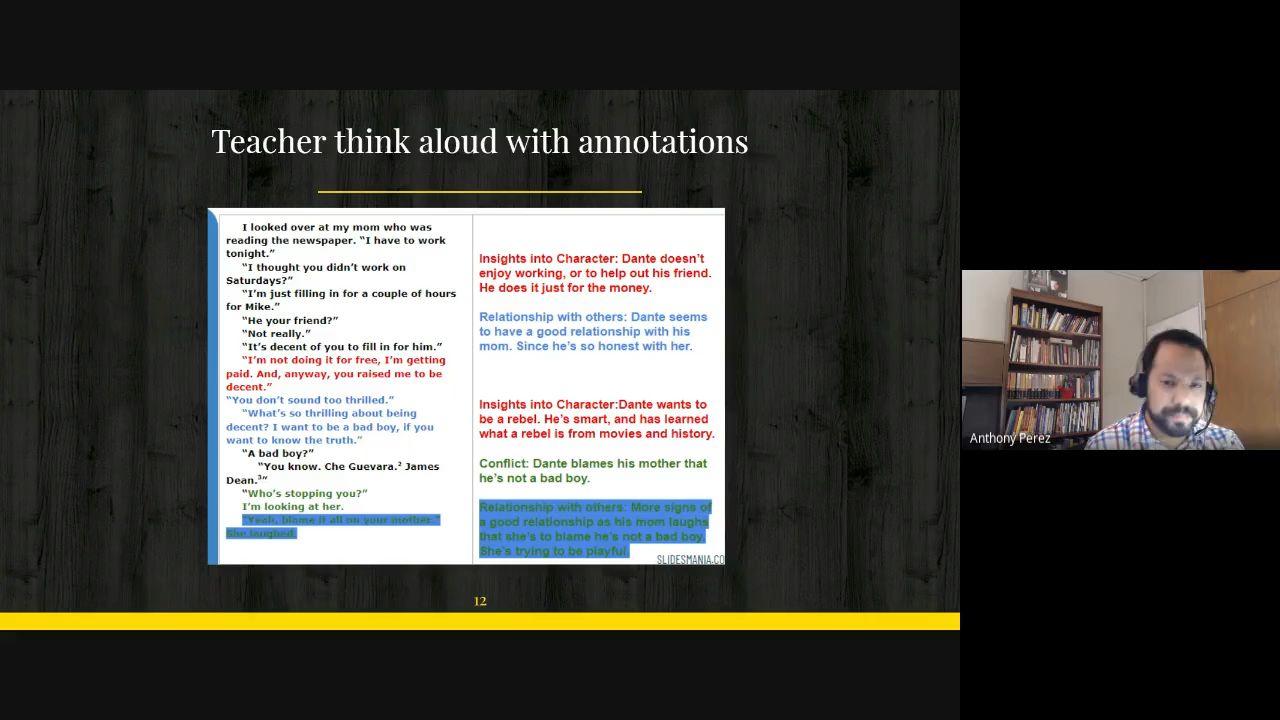 Teacher think aloud with annotations
I looked over at my mom who was
reading the newspaper. “I have to work
tonight.”
“I thought you didn’t work on
Saturdays?”
“I’m just filling in for a couple of hours
for Mike.”
“He your friend?”
“Not really.”
“It’s decent of you to fill in for him.”
“I’m not doing it for free, I’m getting
paid. And, anyway, you raised me to be
decent.”
“You don’t sound too thrilled.”
“What’s so thrilling about being
decent? I want to be a bad boy, if you
want to know the truth.”
“A bad boy?”
“You know. Che Guevara.² James
Dean.³”
“Who’s stopping you?”
I’m looking at her.
“Yeah, blame it all on your mother.”
She laughed.
Insights into Character: Dante doesn’t
enjoy working, or to help out his friend.
He does it just for the money.
Relationship with others: Dante seems
to have a good relationship with his
mom. Since he’s so honest with her.
Insights into Character:Dante wants to
be a rebel. He’s smart, and has learned
what a rebel is from movies and history.
Conflict: Dante blames his mother that
he’s not a bad boy.
Relationship with others: More signs of
a good relationship as his mom laughs
that she’s to blame he’s not a bad boy.
She’s trying to be playful.
SLIDESMANIA.CO
12
Anthony Perez